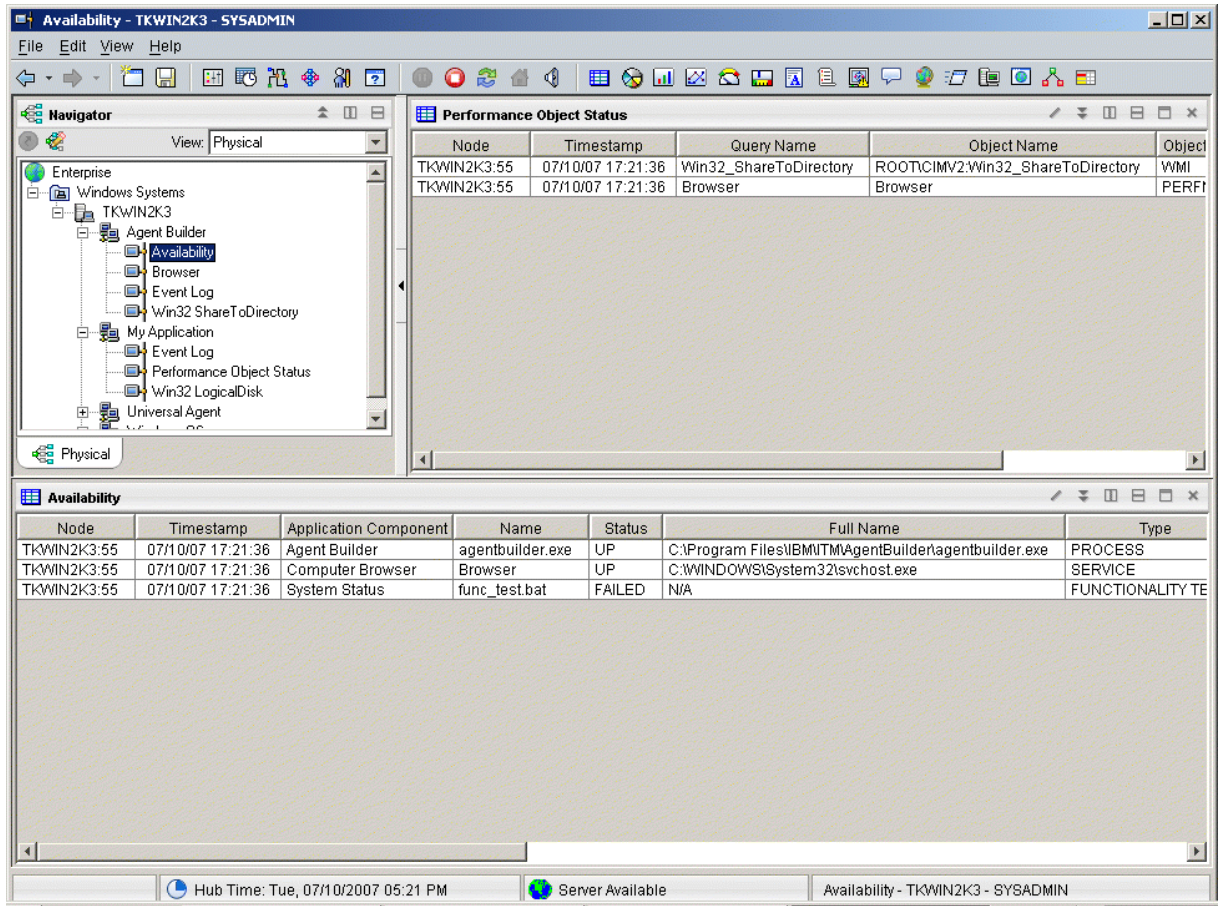 Availability - TKWIN2K3 - SYSADMIN
File Edit View Help
Navigator
View: Physical
Enterprise
Windows Systems
TKWIN2K3
Agent Builder
Availability
Browser
Event Log
Win32 ShareToDirectory
My Application
Event Log
Performance Object Status
Win32 LogicalDisk
Universal Agent
Physical
Performance Object Status
Node Timestamp Query Name Object Name Object
TKWIN2K3:55 07/10/07 17:21:36 Win32_ShareToDirectory ROOT\CIMV2:Win32_ShareToDirectory WMI
TKWIN2K3:55 07/10/07 17:21:36 Browser Browser
Availability
Node Timestamp Application Component Name Status Full Name Type
TKWIN2K3:55 07/10/07 17:21:36 Agent Builder agentbuilder.exe UP C:\Program Files\IBM\ITM\AgentBuilder\agentbuilder.exe PROCESS
TKWIN2K3:55 07/10/07 17:21:36 Computer Browser Browser UP C:\WINDOWS\System32\svchost.exe SERVICE
TKWIN2K3:55 07/10/07 17:21:36 System Status func_test.bat FAILED N/A FUNCTIONALITY TE
Hub Time: Tue, 07/10/2007 05:21 PM Server Available Availability - TKWIN2K3 - SYSADMIN